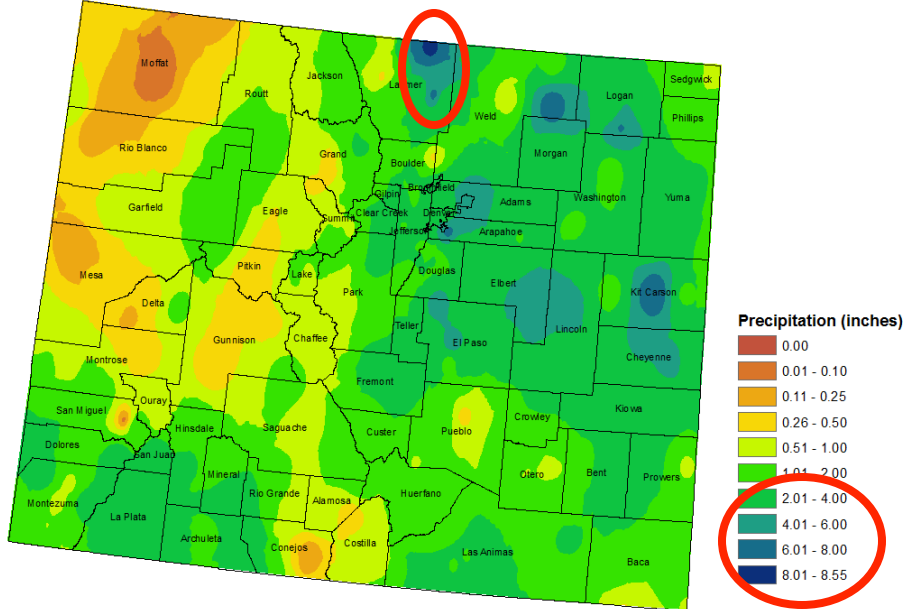 Moffat
Jackson
Larimer
Sedgwick
Routt
Logan
Weld
Phillips
Rio Blanco
Grand
Boulder
Morgan
Broomfield
Garfield
Eagle
Summit
Gilpin
Clear Creek
Denver
Adams
Washington
Yuma
Jefferson
Arapahoe
Mesa
Pitkin
Lake
Park
Douglas
Elbert
Kit Carson
Delta
Gunnison
Chaffee
Teller
El Paso
Lincoln
Cheyenne
Montrose
Ouray
Fremont
San Miguel
Hinsdale
Saguache
Custer
Pueblo
Crowley
Kiowa
Dolores
San Juan
Mineral
Rio Grande
Alamosa
Huerfano
Otero
Bent
Prowers
Montezuma
La Plata
Archuleta
Conejos
Costilla
Las Animas
Baca
Precipitation (inches)
0.00
0.01 - 0.10
0.11 - 0.25
0.26 - 0.50
0.51 - 1.00
1.01 - 2.00
2.01 - 4.00
4.01 - 6.00
6.01 - 8.00
8.01 - 8.55